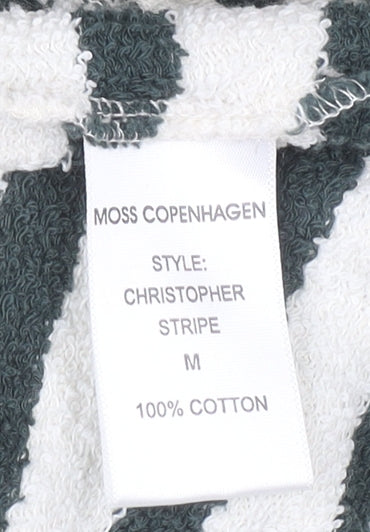 MOSS COPENHAGEN
STYLE:
CHRISTOPHER
STRIPE
M
100% COTTON